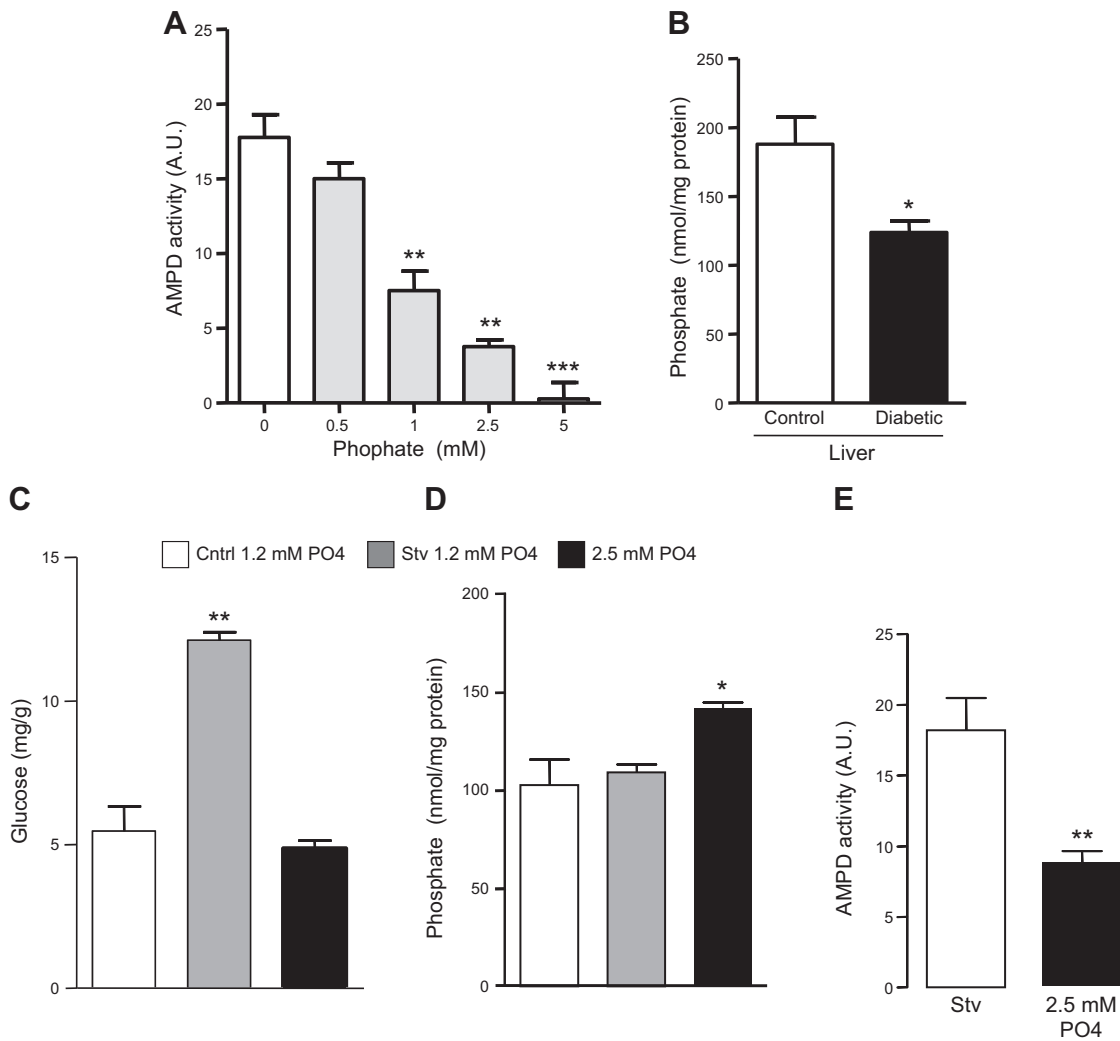 A
AMPD activity (A.U.)
25
20
15
10
5
0
**
**
***
0 0.5 1 2.5 5
Phophate (mM)
B
Phosphate (nmol/mg protein)
250
200
150
100
50
0
*
Control Diabetic
Liver
C
Cntrl 1.2 mM PO4 Stv 1.2 mM PO4 2.5 mM PO4
Glucose (mg/g)
15
10
5
0
**
D
Phosphate (nmol/mg protein)
200
150
100
50
0
*
E
AMPD activity (A.U.)
25
20
15
10
5
0
**
Stv 2.5 mM
PO4